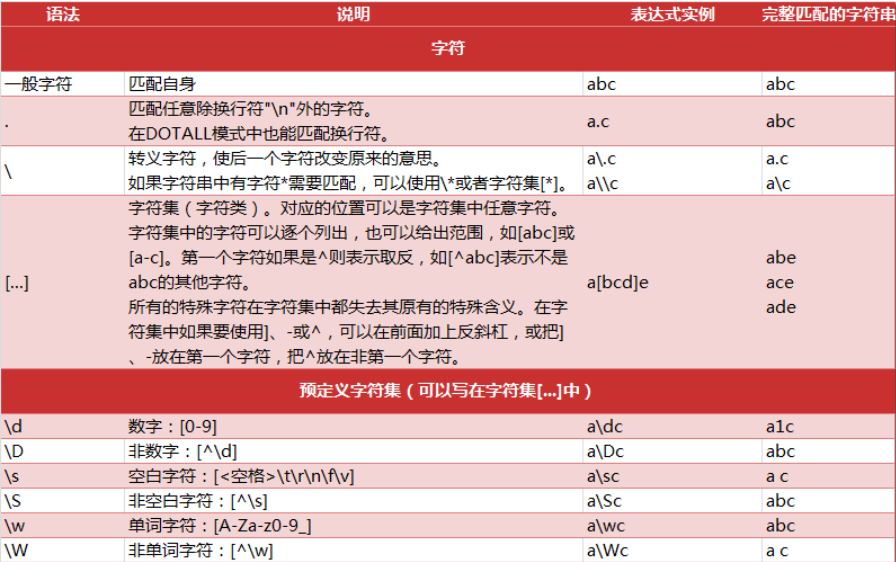 语法 说明 表达式实例 完整匹配的字符串
字符
一般字符 匹配自身 abc abc
. 匹配任意除换行符"\n"外的字符。
在DOTALL模式中也能匹配换行符。 a.c abc
\ 转义字符，使后一个字符改变原来的意思。 a\.c a.c
如果字符串中有字符*需要匹配，可以使用\*或者字符集[*]。 a\\c a\c
字符集（字符类）。对应的位置可以是字符集中任意字符。
字符集中的字符可以逐个列出，也可以给出范围，如[abc]或
[a-c]。第一个字符如果是^则表示取反，如[^abc]表示不是 abe
[...] abc的其他字符。 a[bcd]e ace
所有的特殊字符在字符集中都失去其原有的特殊含义。在字 ade
符集中如果要使用]、-或^，可以在前面加上反斜杠，或把]
、-放在第一个字符，把^放在非第一个字符。
预定义字符集（可以写在字符集[...]中）
\d 数字：[0-9] a\dc a1c
\D 非数字：[^\d] a\Dc abc
\s 空白字符：[<空格>\t\r\n\f\v] a\sc a c
\S 非空白字符：[^\s] a\Sc abc
\w 单词字符：[A-Za-z0-9_] a\wc abc
\W 非单词字符：[^\w] a\Wc a c